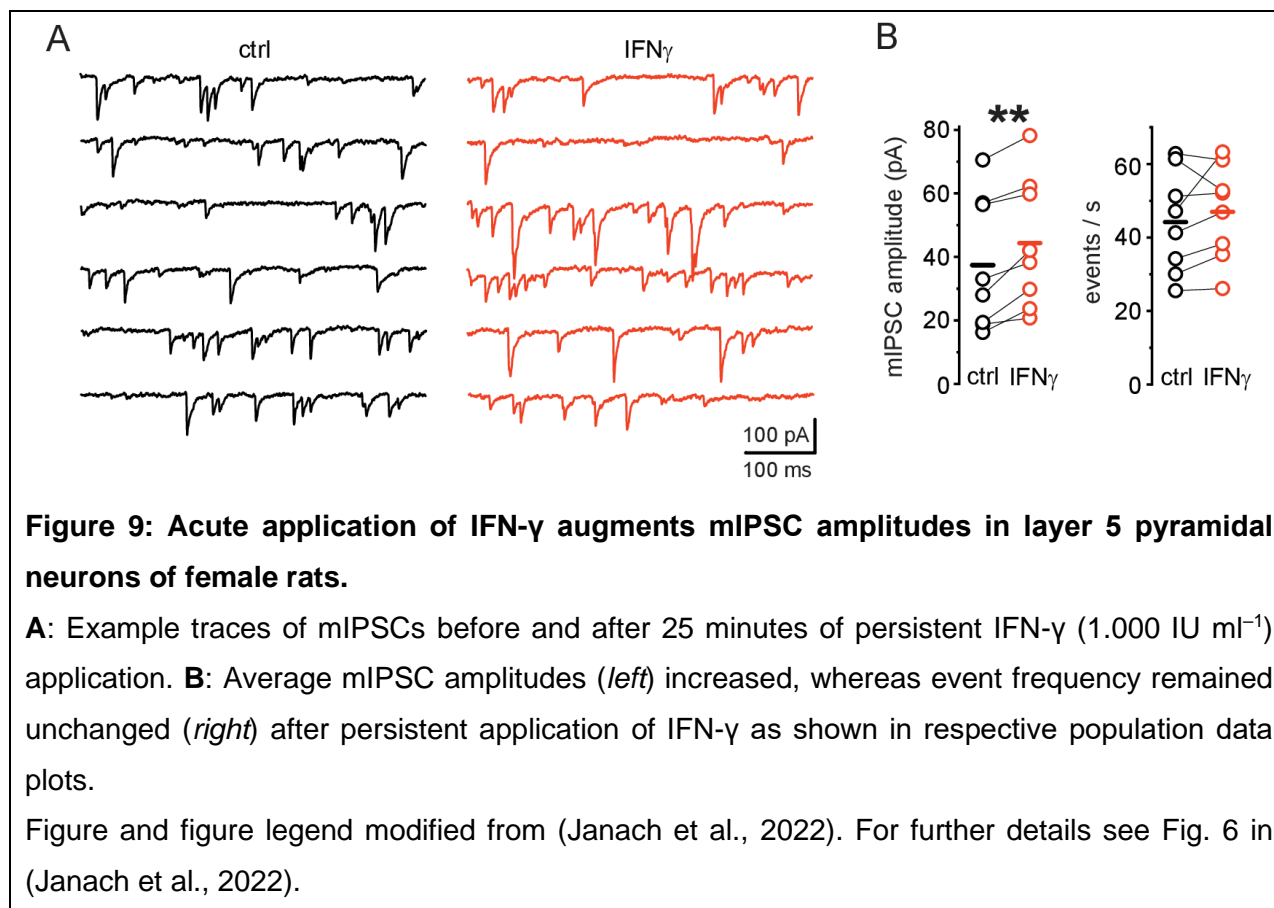 A
ctrl
IFNγ
100 pA
100 ms
B
**
mIPSC amplitude (pA)
80
60
40
20
0
ctrl IFNγ
events / s
60
40
20
0
ctrl IFNγ
Figure 9: Acute application of IFN-γ augments mIPSC amplitudes in layer 5 pyramidal
neurons of female rats.
A: Example traces of mIPSCs before and after 25 minutes of persistent IFN-γ (1.000 IU ml⁻¹)
application. B: Average mIPSC amplitudes (left) increased, whereas event frequency remained
unchanged (right) after persistent application of IFN-γ as shown in respective population data
plots.
Figure and figure legend modified from (Janach et al., 2022). For further details see Fig. 6 in
(Janach et al., 2022).